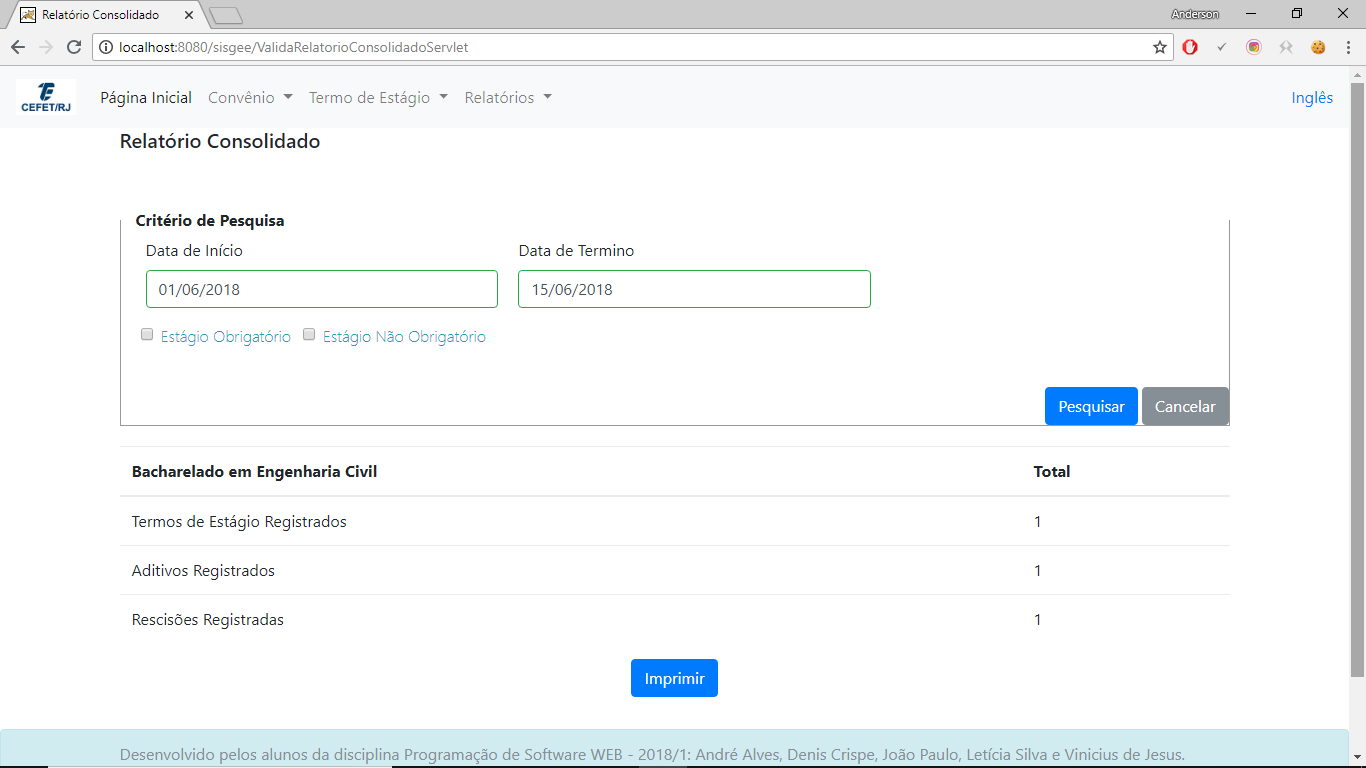 Relatório Consolidado
Anderson
localhost:8080/sisgee/ValidaRelatorioConsolidadoServlet
CEFET/RJ
Página Inicial Convênio Termo de Estágio Relatórios Inglês
Relatório Consolidado
Critério de Pesquisa
Data de Início Data de Termino
01/06/2018 15/06/2018
Estágio Obrigatório Estágio Não Obrigatório
Pesquisar Cancelar
Bacharelado em Engenharia Civil Total
Termos de Estágio Registrados 1
Aditivos Registrados 1
Rescisões Registradas 1
Imprimir
Desenvolvido pelos alunos da disciplina Programação de Software WEB - 2018/1: André Alves, Denis Crispe, João Paulo, Letícia Silva e Vinicius de Jesus.